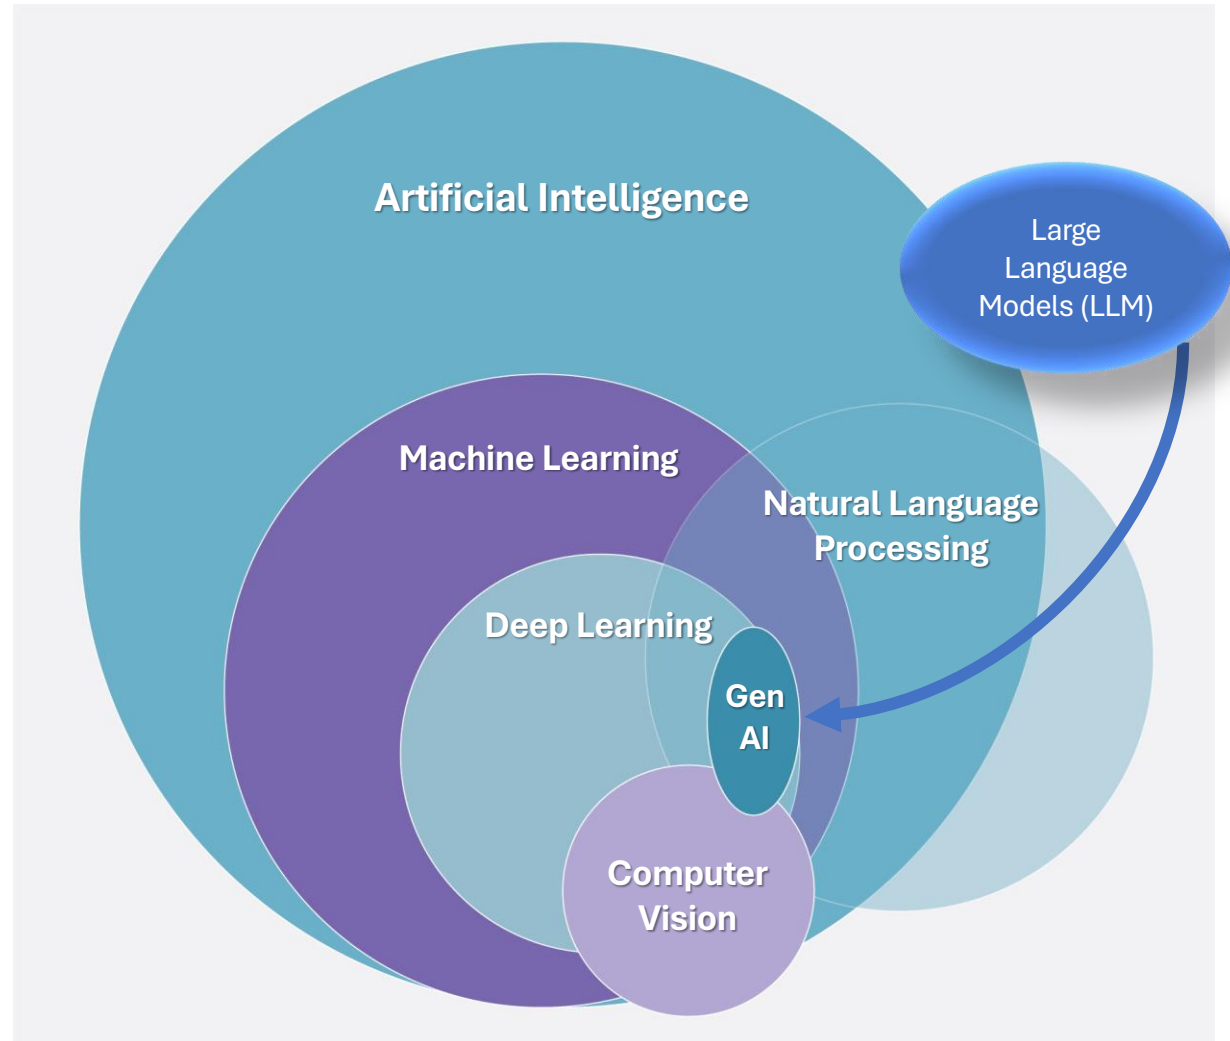 Artificial Intelligence
Large
Language
Models (LLM)
Machine Learning
Natural Language
Processing
Deep Learning
Gen
AI
Computer
Vision